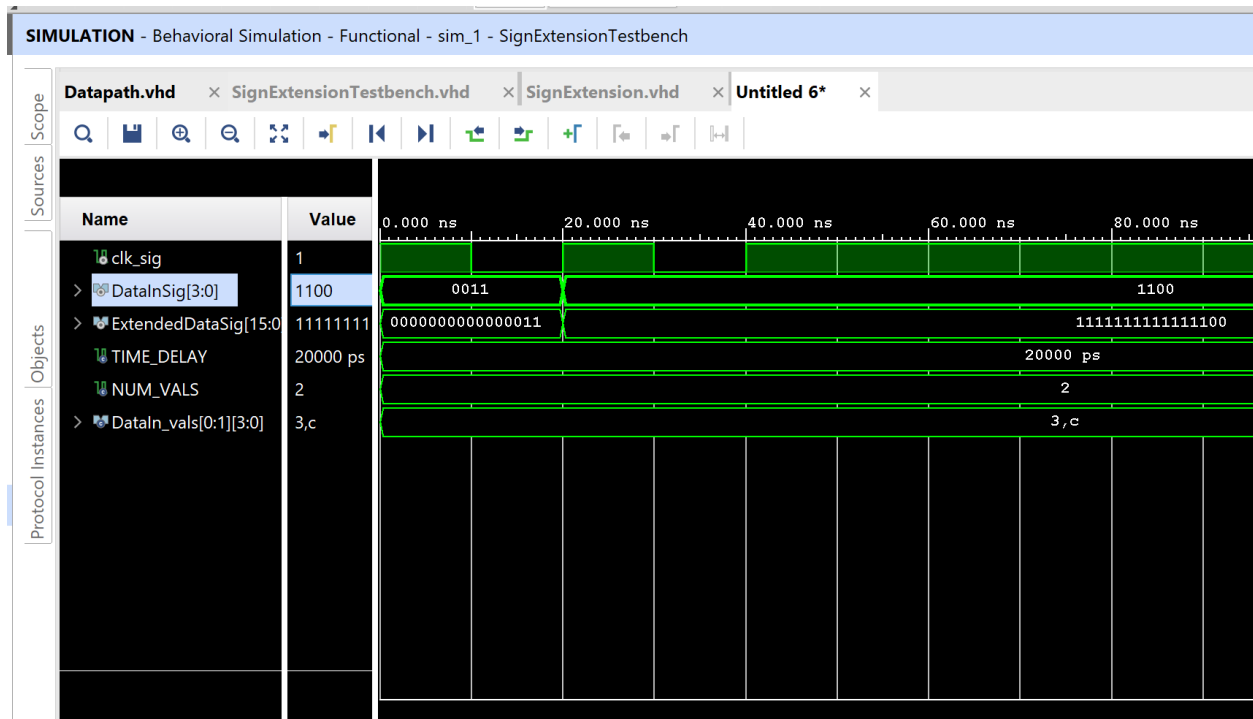 SIMULATION - Behavioral Simulation - Functional - sim_1 - SignExtensionTestbench
Scope
Sources
Objects
Protocol Instances
Datapath.vhd × SignExtensionTestbench.vhd × SignExtension.vhd × Untitled 6* ×
Name Value
0.000 ns 20.000 ns 40.000 ns 60.000 ns 80.000 ns
clk_sig 1
> DataInSig[3:0] 1100 0011 1100
> ExtendedDataSig[15:0 11111111 0000000000000011 1111111111111100
TIME_DELAY 20000 ps 20000 ps
NUM_VALS 2 2
> DataIn_vals[0:1][3:0] 3,c 3,c